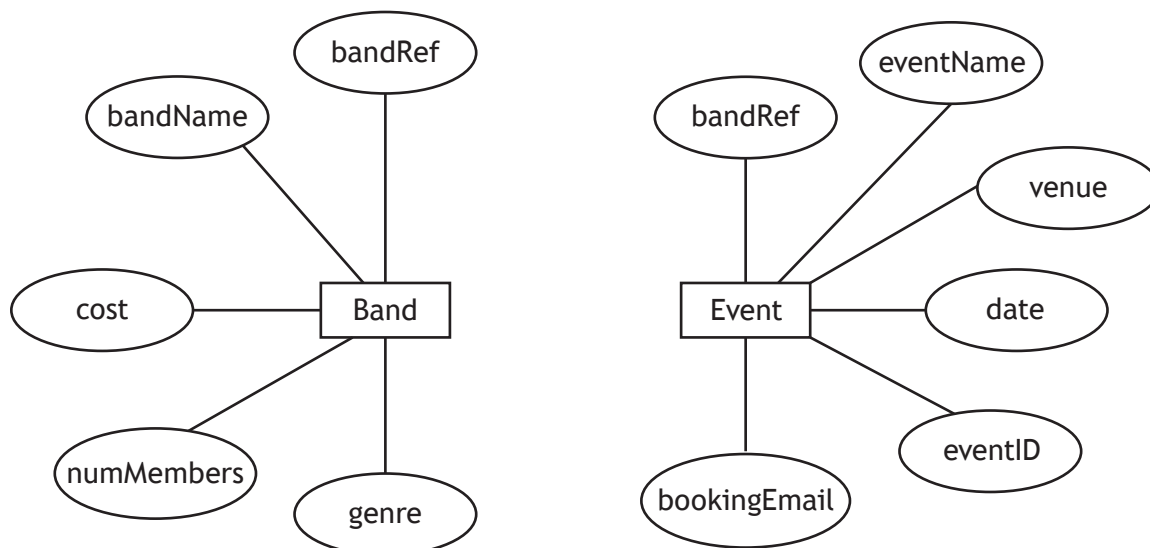 bandRef
bandName
cost
Band
numMembers
genre
eventName
bandRef
venue
Event
date
eventID
bookingEmail